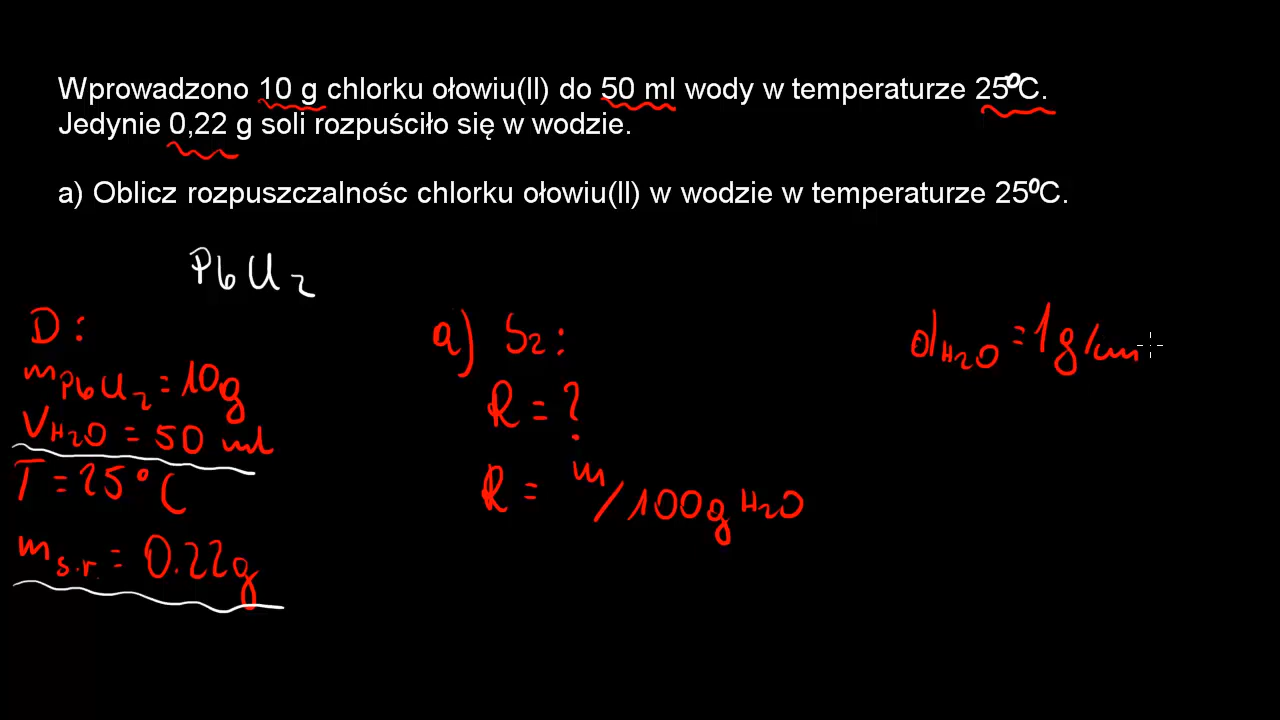 Wprowadzono 10 g chlorku ołowiu(II) do 50 ml wody w temperaturze 25⁰C.
Jedynie 0,22 g soli rozpuściło się w wodzie.
a) Oblicz rozpuszczalnośc chlorku ołowiu(II) w wodzie w temperaturze 25⁰C.
PbCl₂
D:
mPbCl₂ = 10g
VH₂O = 50 ml
T = 25°C
ms.r. = 0.22g
a) Sz:
R = ?
R = m/100g H₂O
dH₂O = 1g/cm